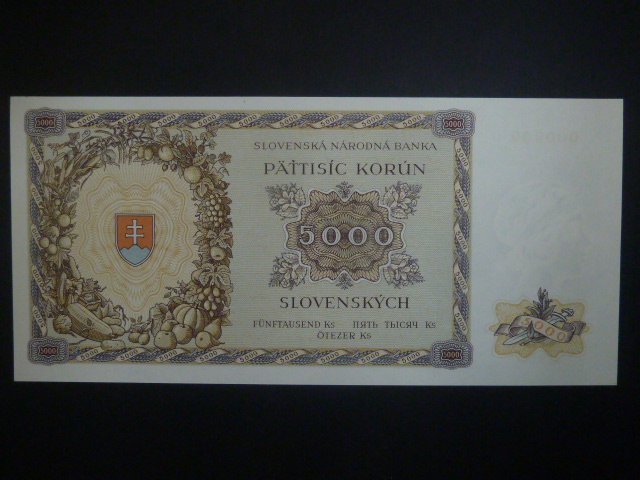 5000 5000
SLOVENSKÁ NÁRODNÁ BANKA
PÄŤTISÍC KORÚN
5000
SLOVENSKÝCH
FÜNFTAUSEND Ks ПЯТЬ ТЫСЯЧ Ks
ÖTEZER Ks
5000 5000